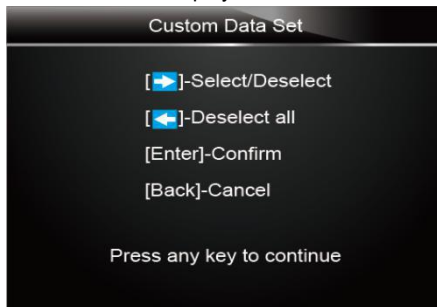 Custom Data Set
[➡]-Select/Deselect
[⬅]-Deselect all
[Enter]-Confirm
[Back]-Cancel
Press any key to continue